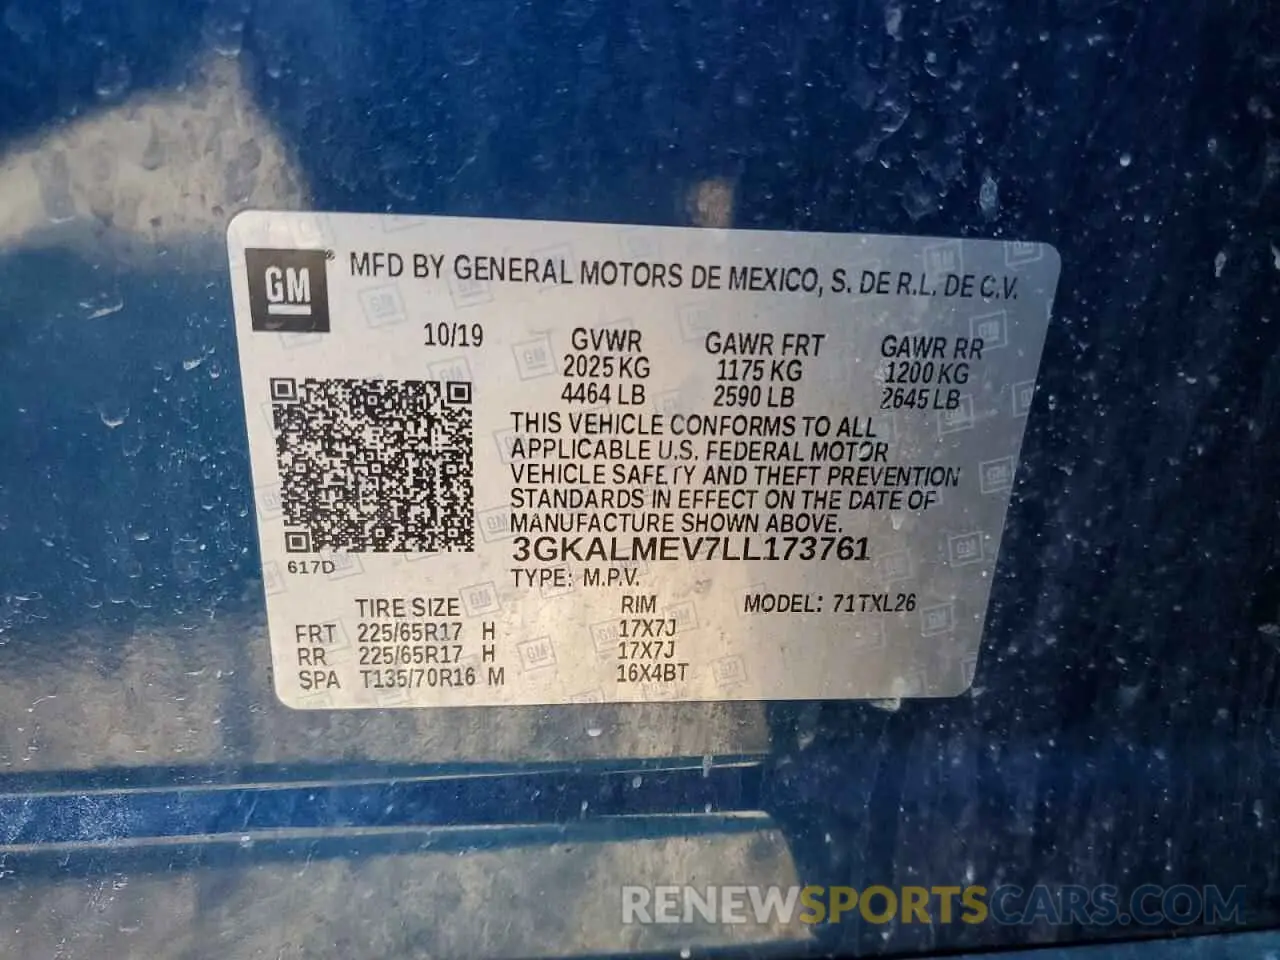 GM® MFD BY GENERAL MOTORS DE MEXICO, S. DE R.L. DE C.V.
10/19 GVWR GAWR FRT GAWR RR
2025 KG 1175 KG 1200 KG
4464 LB 2590 LB 2645 LB
THIS VEHICLE CONFORMS TO ALL
APPLICABLE U.S. FEDERAL MOTOR
VEHICLE SAFETY AND THEFT PREVENTION
STANDARDS IN EFFECT ON THE DATE OF
MANUFACTURE SHOWN ABOVE.
3GKALMEV7LL173761
617D TYPE: M.P.V.
TIRE SIZE RIM MODEL: 71TXL26
FRT 225/65R17 H 17X7J
RR 225/65R17 H 17X7J
SPA T135/70R16 M 16X4BT
RENEWSPORTSCARS.COM